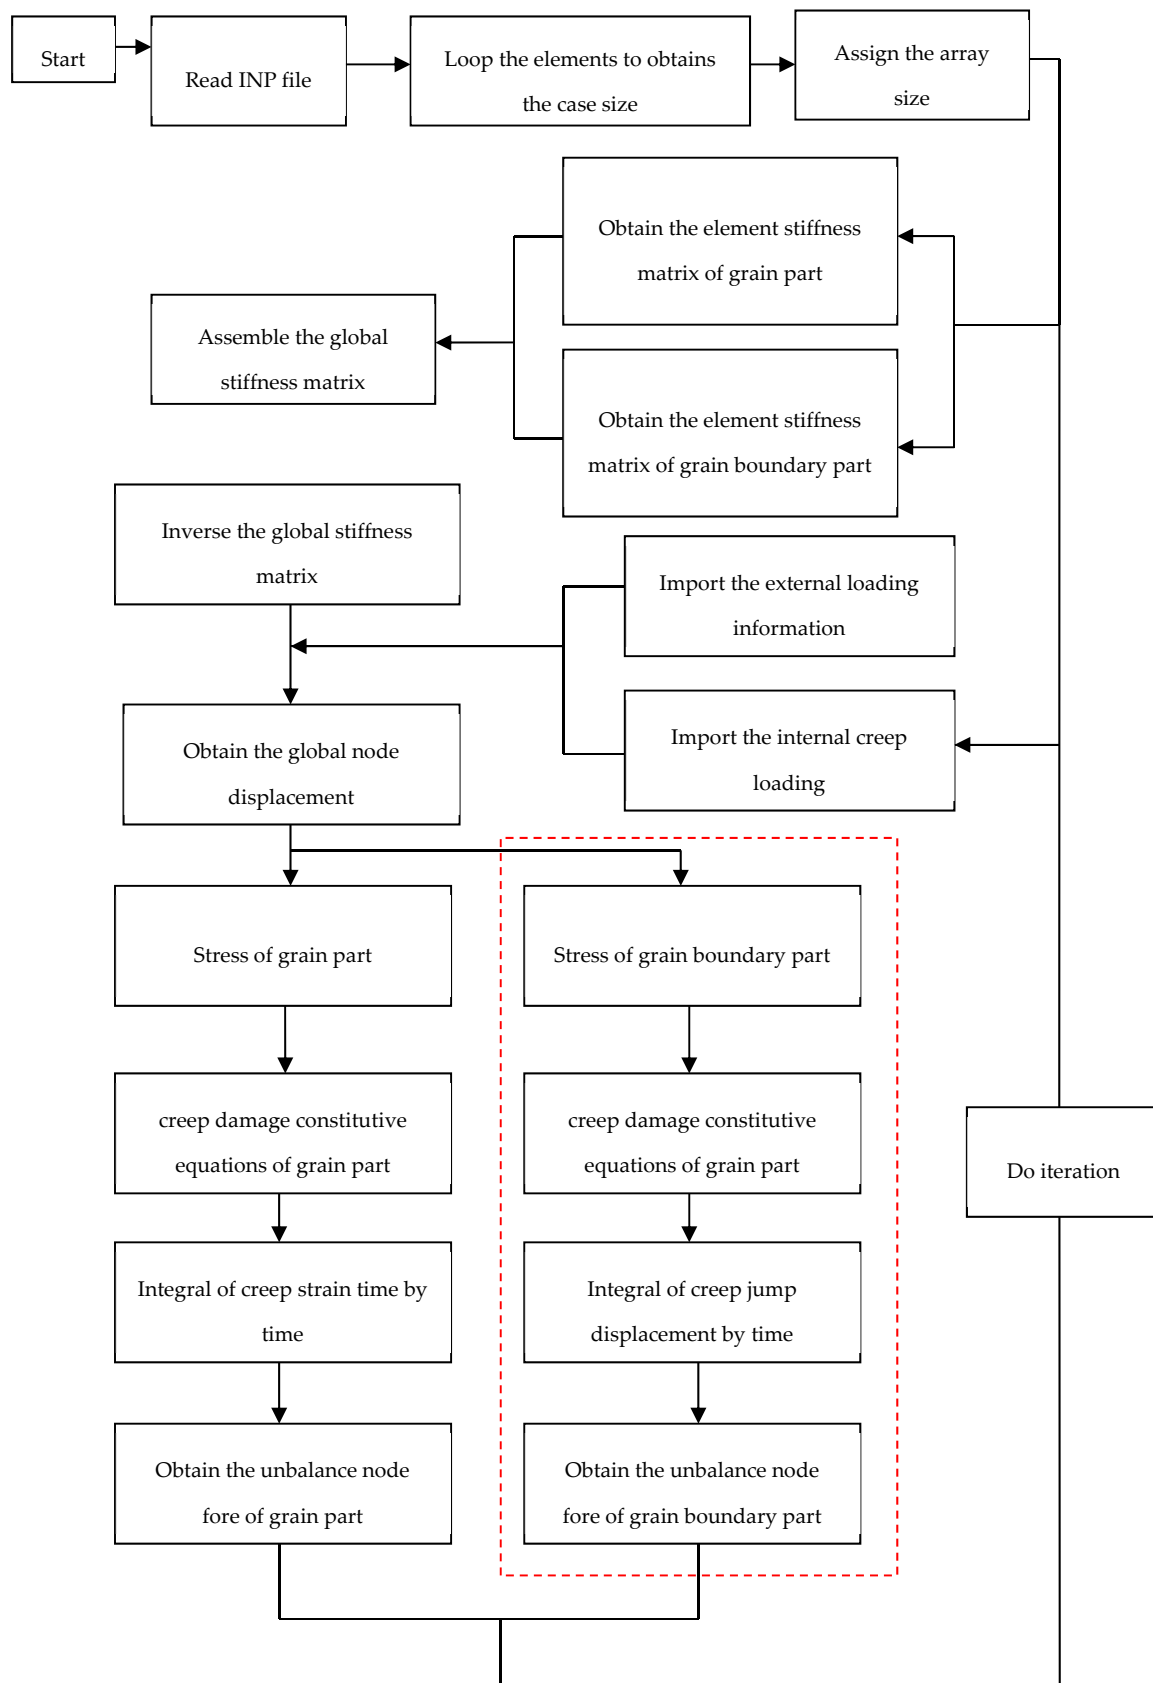 Start
Read INP file
Loop the elements to obtains
the case size
Assign the array
size
Obtain the element stiffness
matrix of grain part
Assemble the global
stiffness matrix
Obtain the element stiffness
matrix of grain boundary part
Inverse the global stiffness
matrix
Import the external loading
information
Obtain the global node
displacement
Import the internal creep
loading
Stress of grain part
Stress of grain boundary part
creep damage constitutive
equations of grain part
creep damage constitutive
equations of grain part
Do iteration
Integral of creep strain time by
time
Integral of creep jump
displacement by time
Obtain the unbalance node
fore of grain part
Obtain the unbalance node
fore of grain boundary part